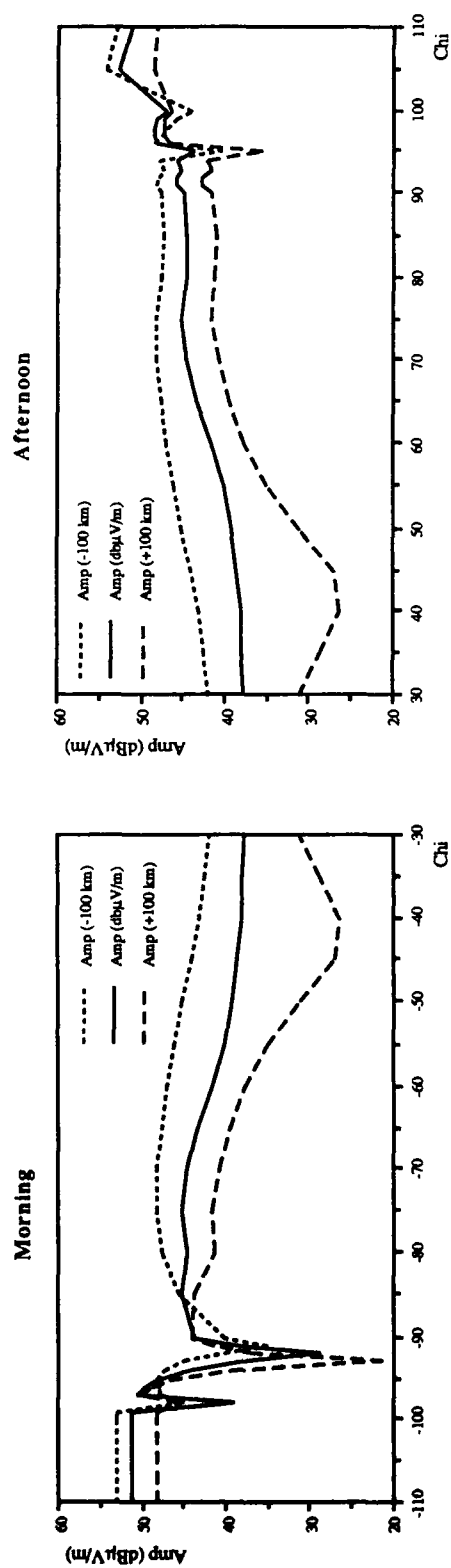 Morning
Amp (dBµV/m)
60
50
40
30
20
Amp (-100 km)
Amp (dbµV/m)
Amp (+100 km)
-110
-100
-90
-80
-70
-60
-50
-40
-30
Chi
Afternoon
Amp (dBµV/m)
60
50
40
30
20
Amp (-100 km)
Amp (dbµV/m)
Amp (+100 km)
30
40
50
60
70
80
90
100
110
Chi